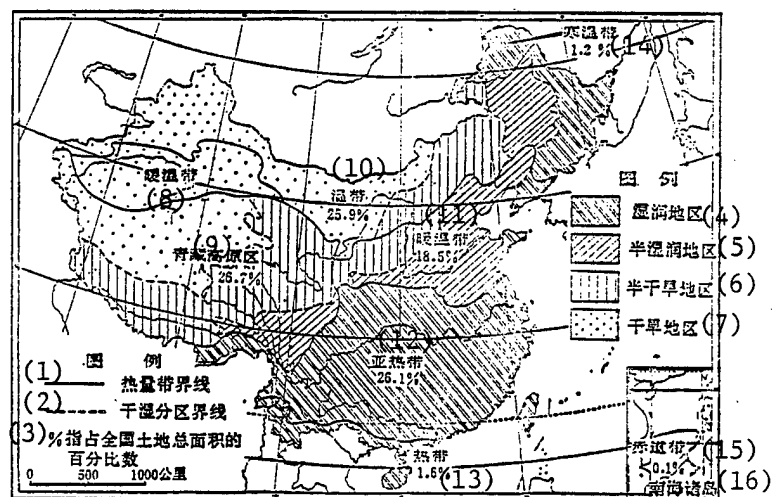 寒温带
1.2% (14)
(10)
暖温带
(8)
温带
25.9%
(11)
暖温带
18.5%
(9)
青藏高原区
26.7%
(12)
亚热带
26.1%
热带
1.6% (13)
图 例
湿润地区 (4)
半湿润地区 (5)
半干旱地区 (6)
干旱地区 (7)
图 例
(1) 热量带界线
(2) 干湿分区界线
(3) %指占全国土地总面积的
百分比数
0 500 1000公里
赤道带 (15)
0.1%
南海诸岛 (16)